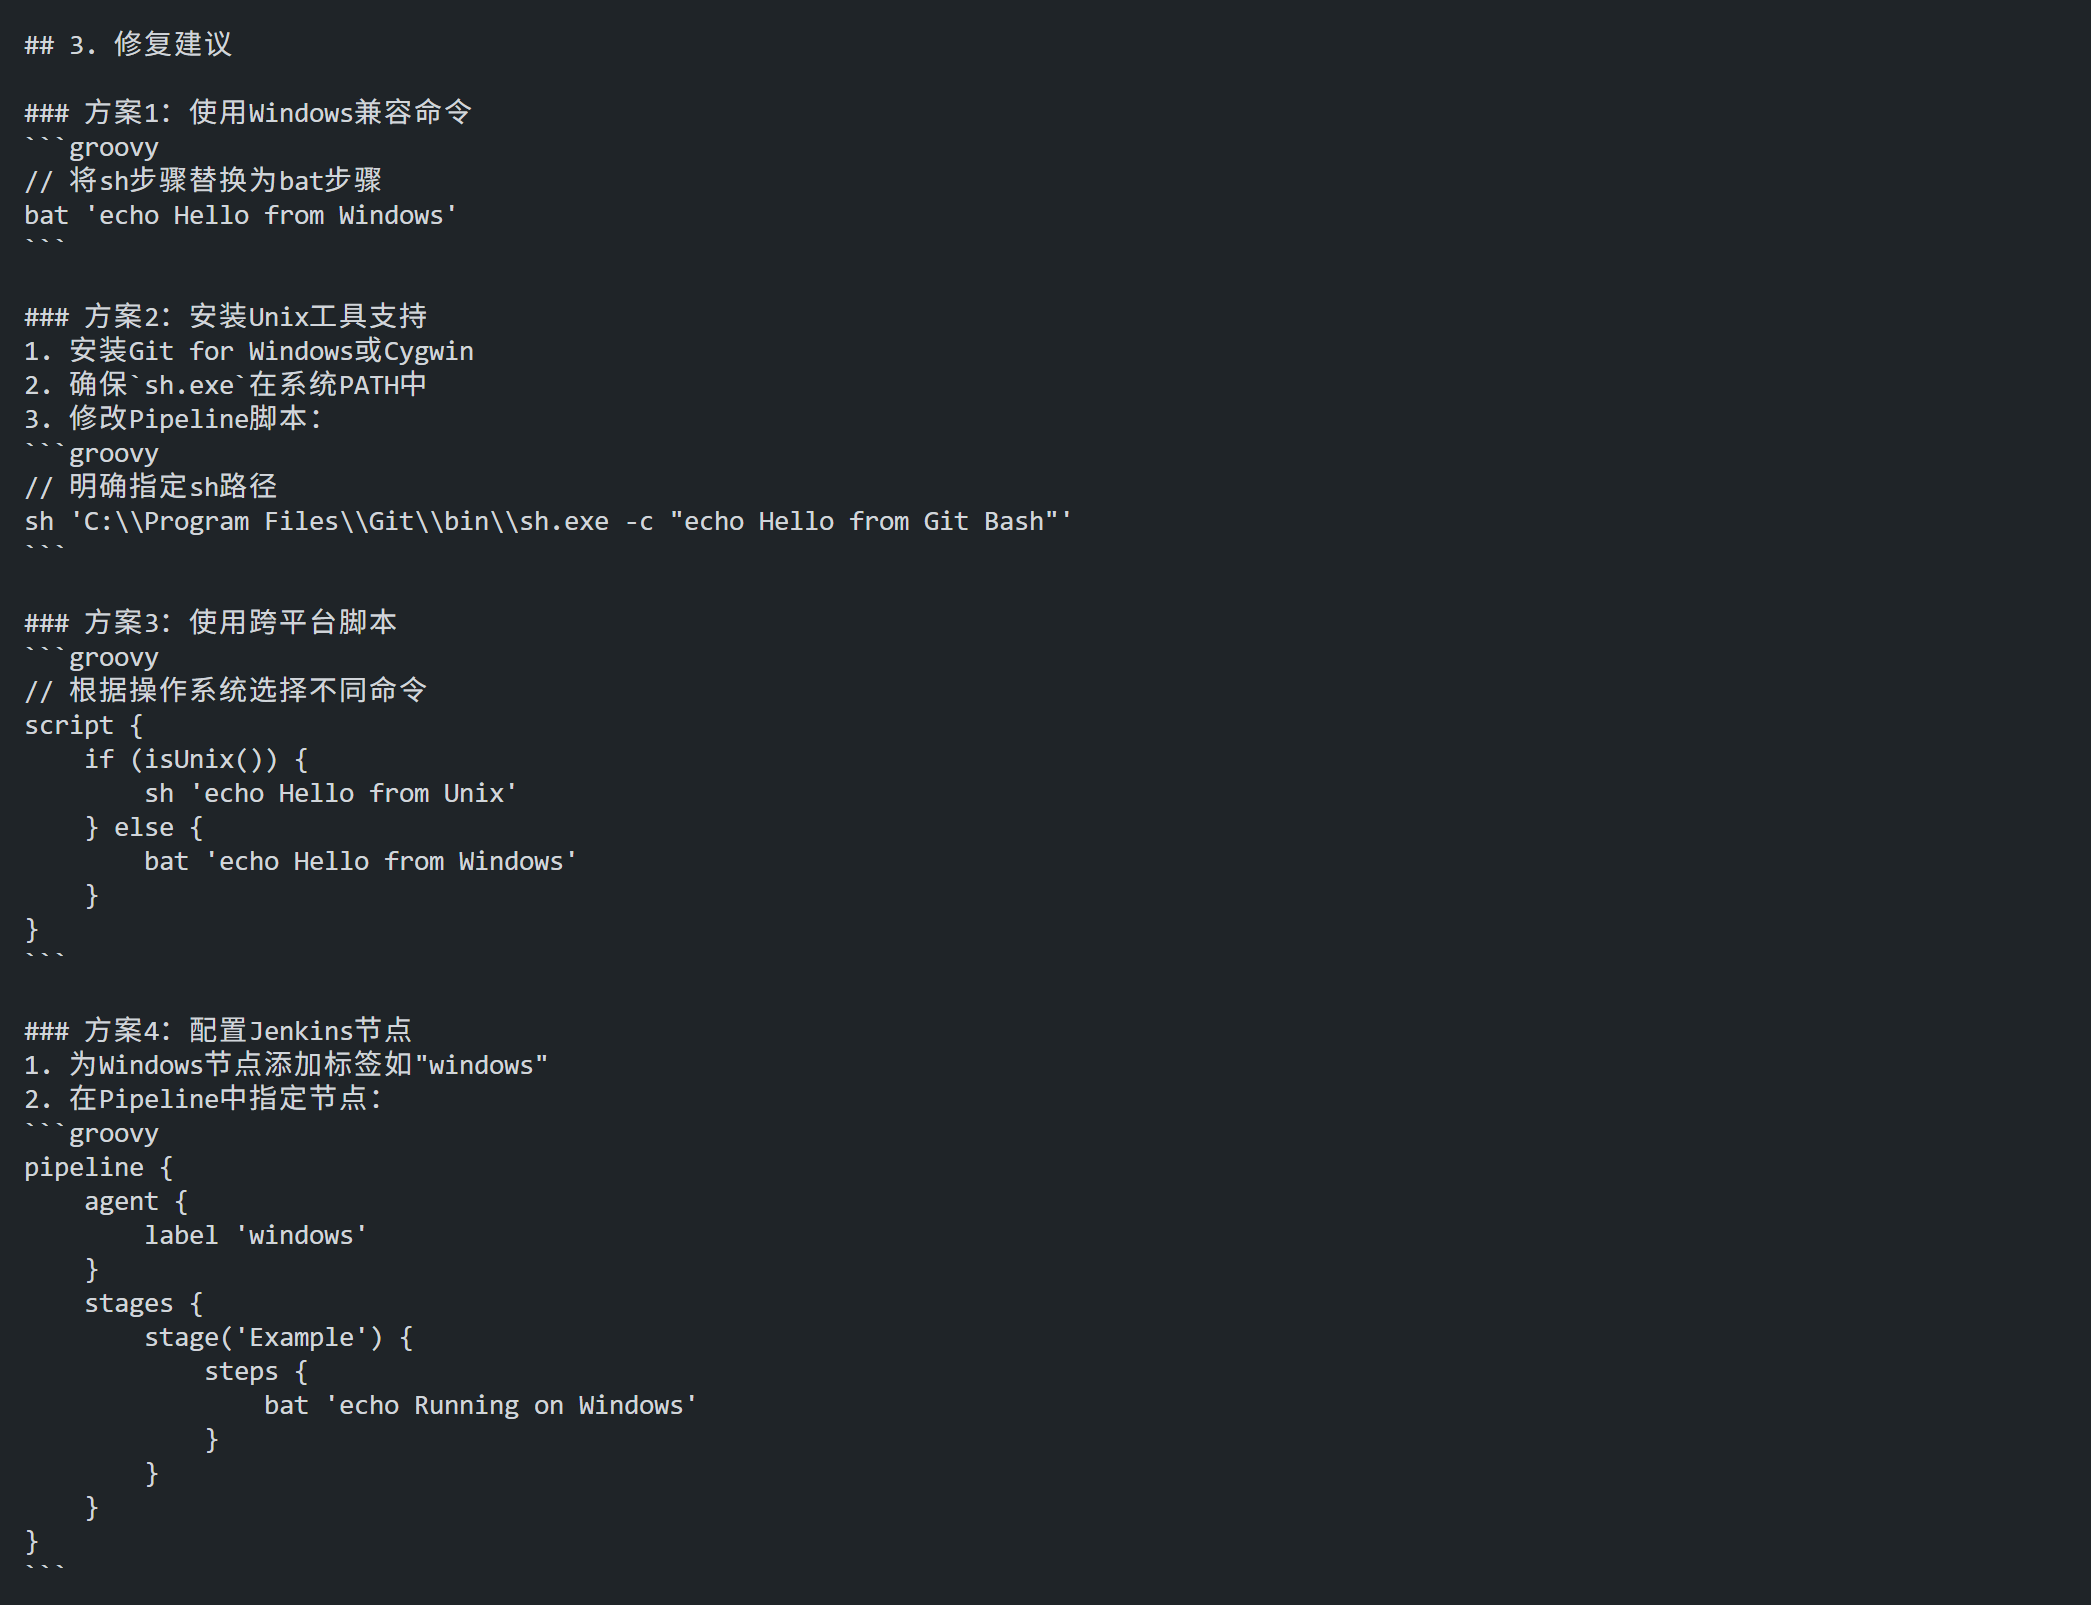 ## 3. 修复建议
### 方案1：使用Windows兼容命令
```groovy
// 将sh步骤替换为bat步骤
bat 'echo Hello from Windows'
```
### 方案2：安装Unix工具支持
1. 安装Git for Windows或Cygwin
2. 确保`sh.exe`在系统PATH中
3. 修改Pipeline脚本：
```groovy
// 明确指定sh路径
sh 'C:\\Program Files\\Git\\bin\\sh.exe -c "echo Hello from Git Bash"'
```
### 方案3：使用跨平台脚本
```groovy
// 根据操作系统选择不同命令
script {
    if (isUnix()) {
        sh 'echo Hello from Unix'
    } else {
        bat 'echo Hello from Windows'
    }
}
```
### 方案4：配置Jenkins节点
1. 为Windows节点添加标签如"windows"
2. 在Pipeline中指定节点：
```groovy
pipeline {
    agent {
        label 'windows'
    }
    stages {
        stage('Example') {
            steps {
                bat 'echo Running on Windows'
            }
        }
    }
}
```